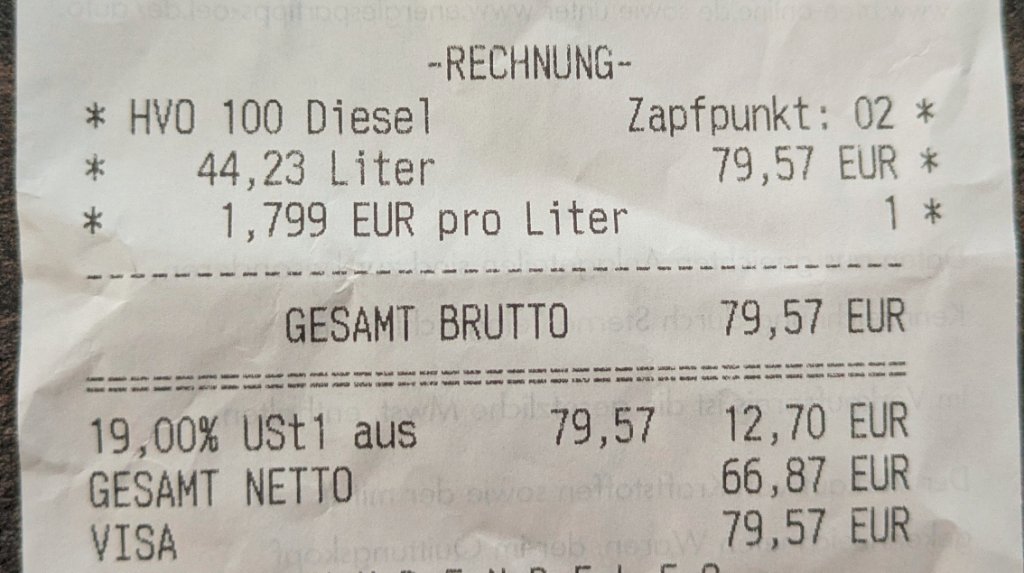 -RECHNUNG-
* HVO 100 Diesel Zapfpunkt: 02 *
* 44,23 Liter 79,57 EUR *
* 1,799 EUR pro Liter 1 *
GESAMT BRUTTO 79,57 EUR
19,00% USt1 aus 79,57 12,70 EUR
GESAMT NETTO 66,87 EUR
VISA 79,57 EUR